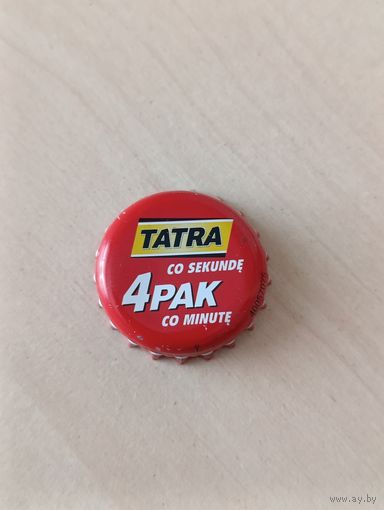 TATRA
CO SEKUNDĘ
4PAK
CO MINUTĘ
ay.by